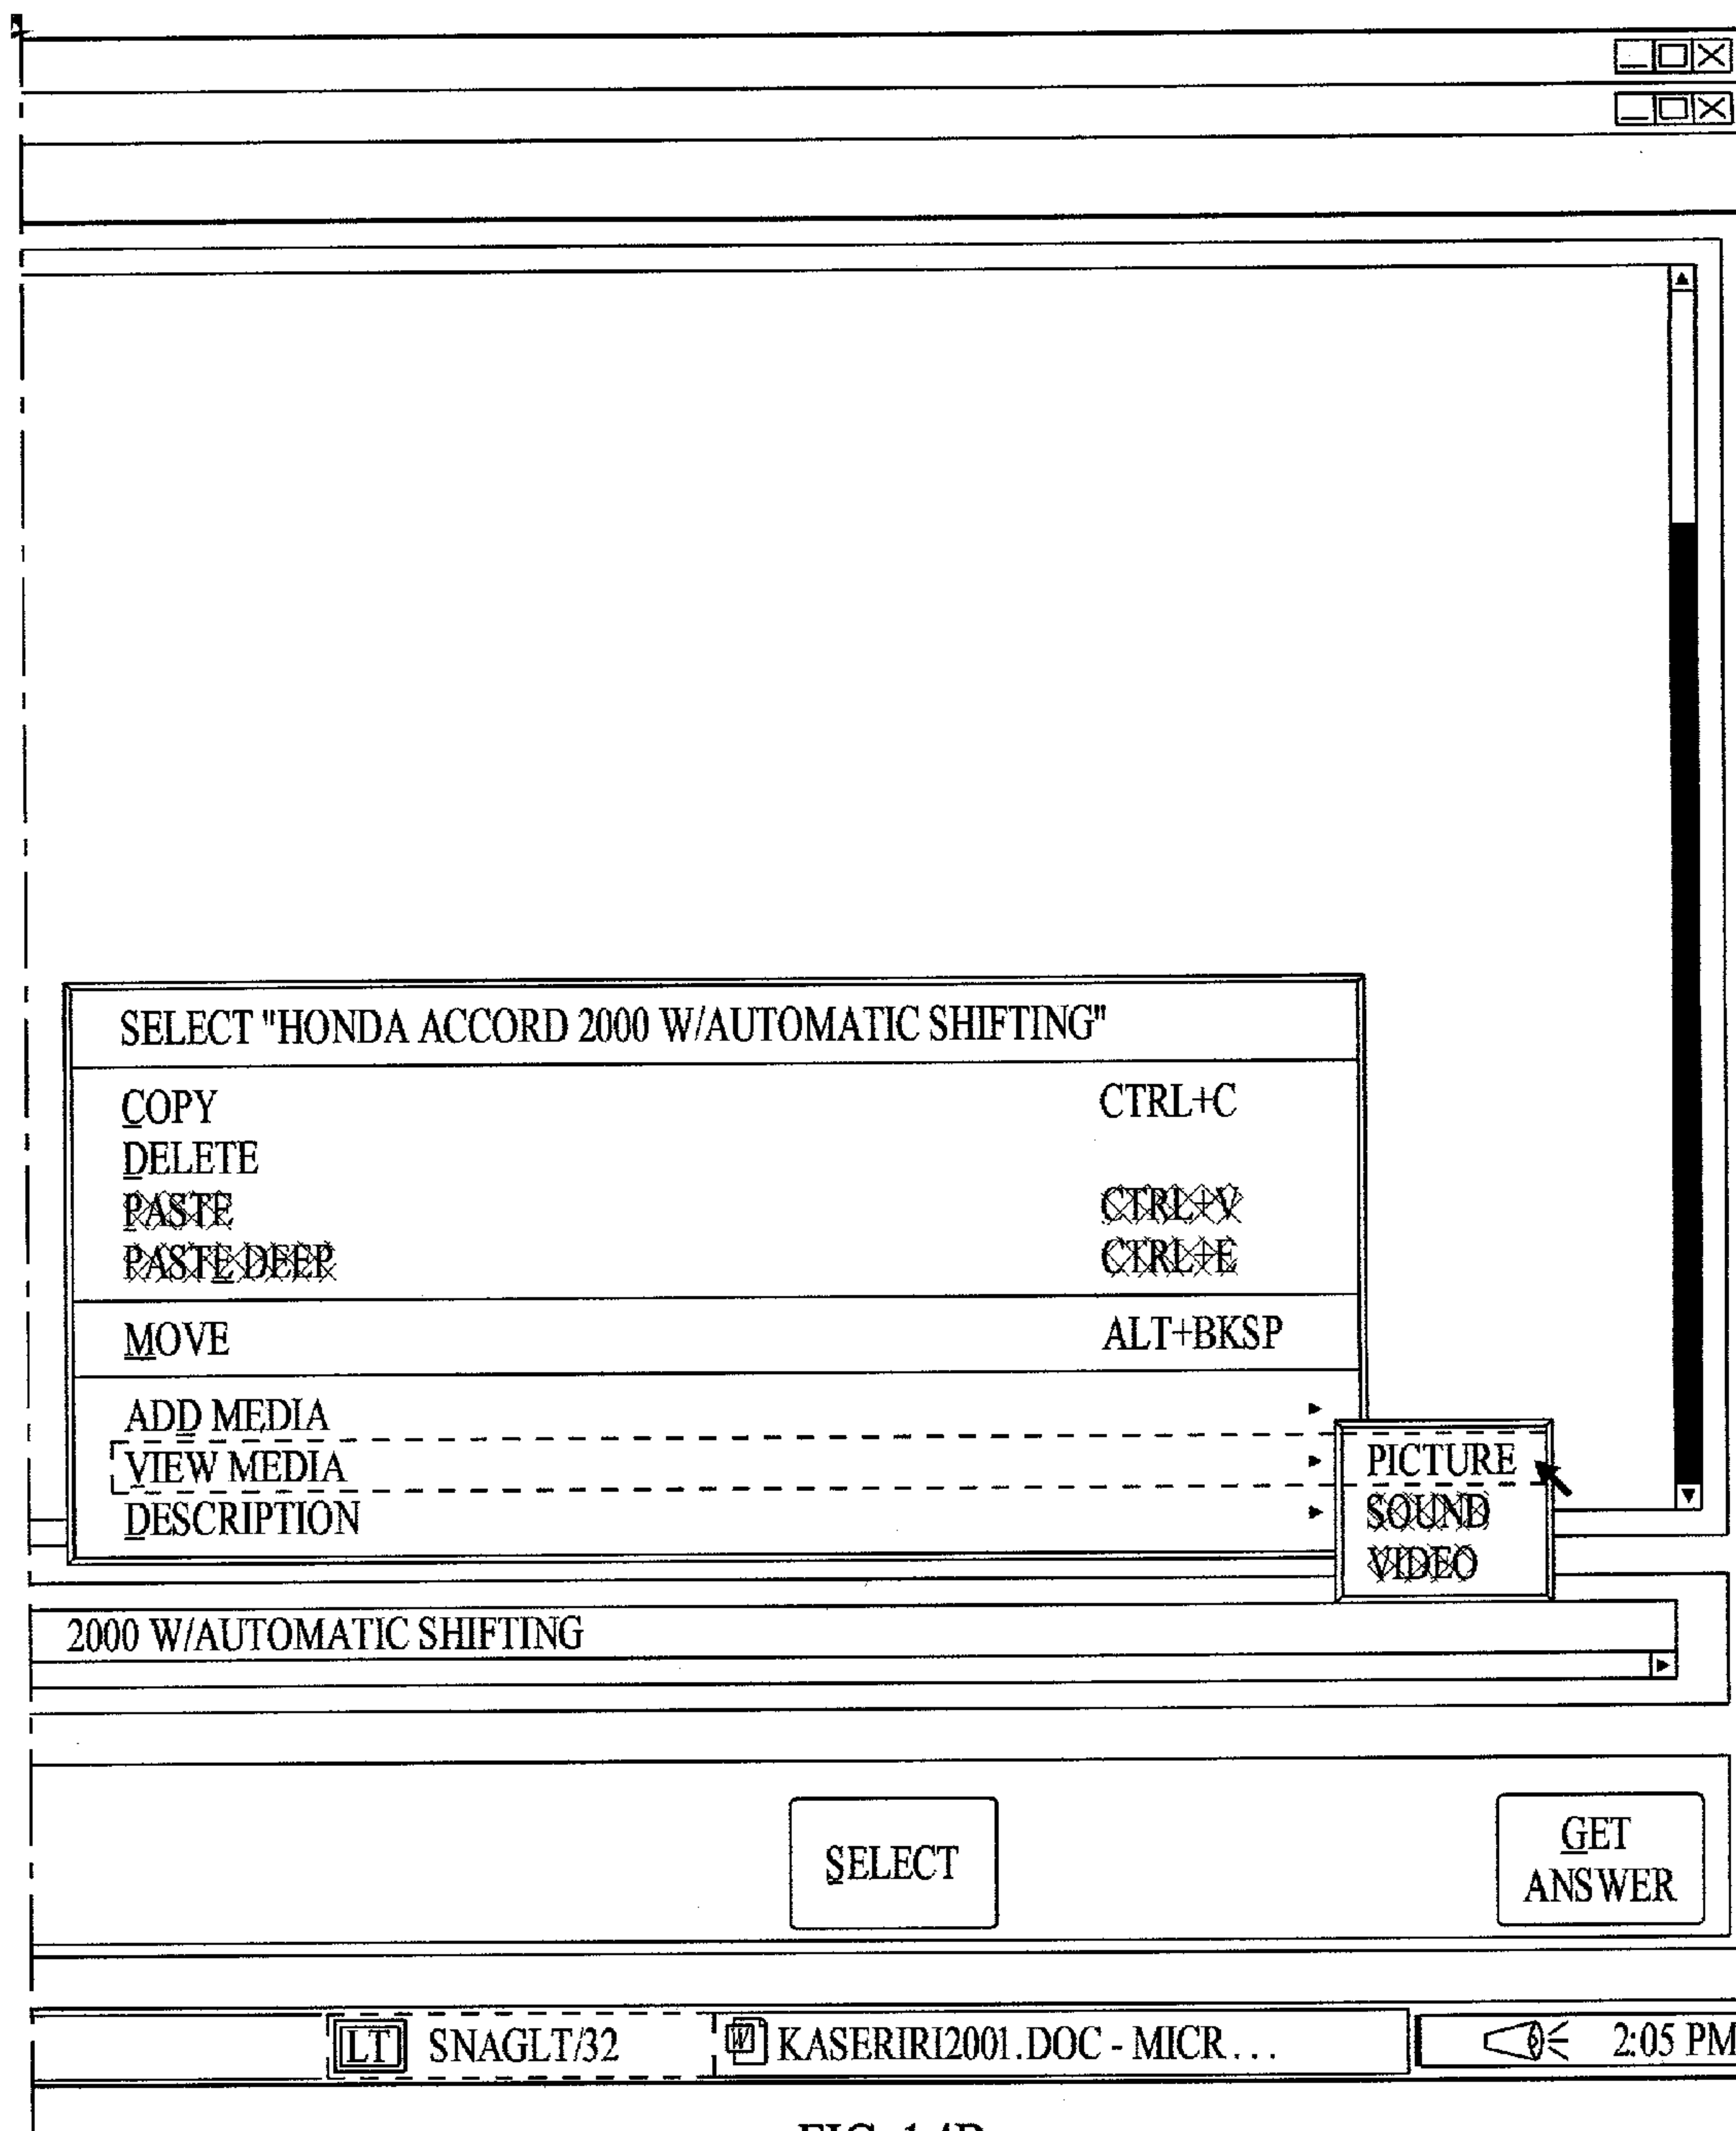 SELECT "HONDA ACCORD 2000 W/AUTOMATIC SHIFTING"
COPY CTRL+C
DELETE
PASTE CTRL+V
PASTE DEEP CTRL+E
MOVE ALT+BKSP
ADD MEDIA
VIEW MEDIA
DESCRIPTION
PICTURE
SOUND
VIDEO
2000 W/AUTOMATIC SHIFTING
SELECT
GET
ANSWER
LT SNAGLT/32
W KASERIRI2001.DOC - MICR...
2:05 PM